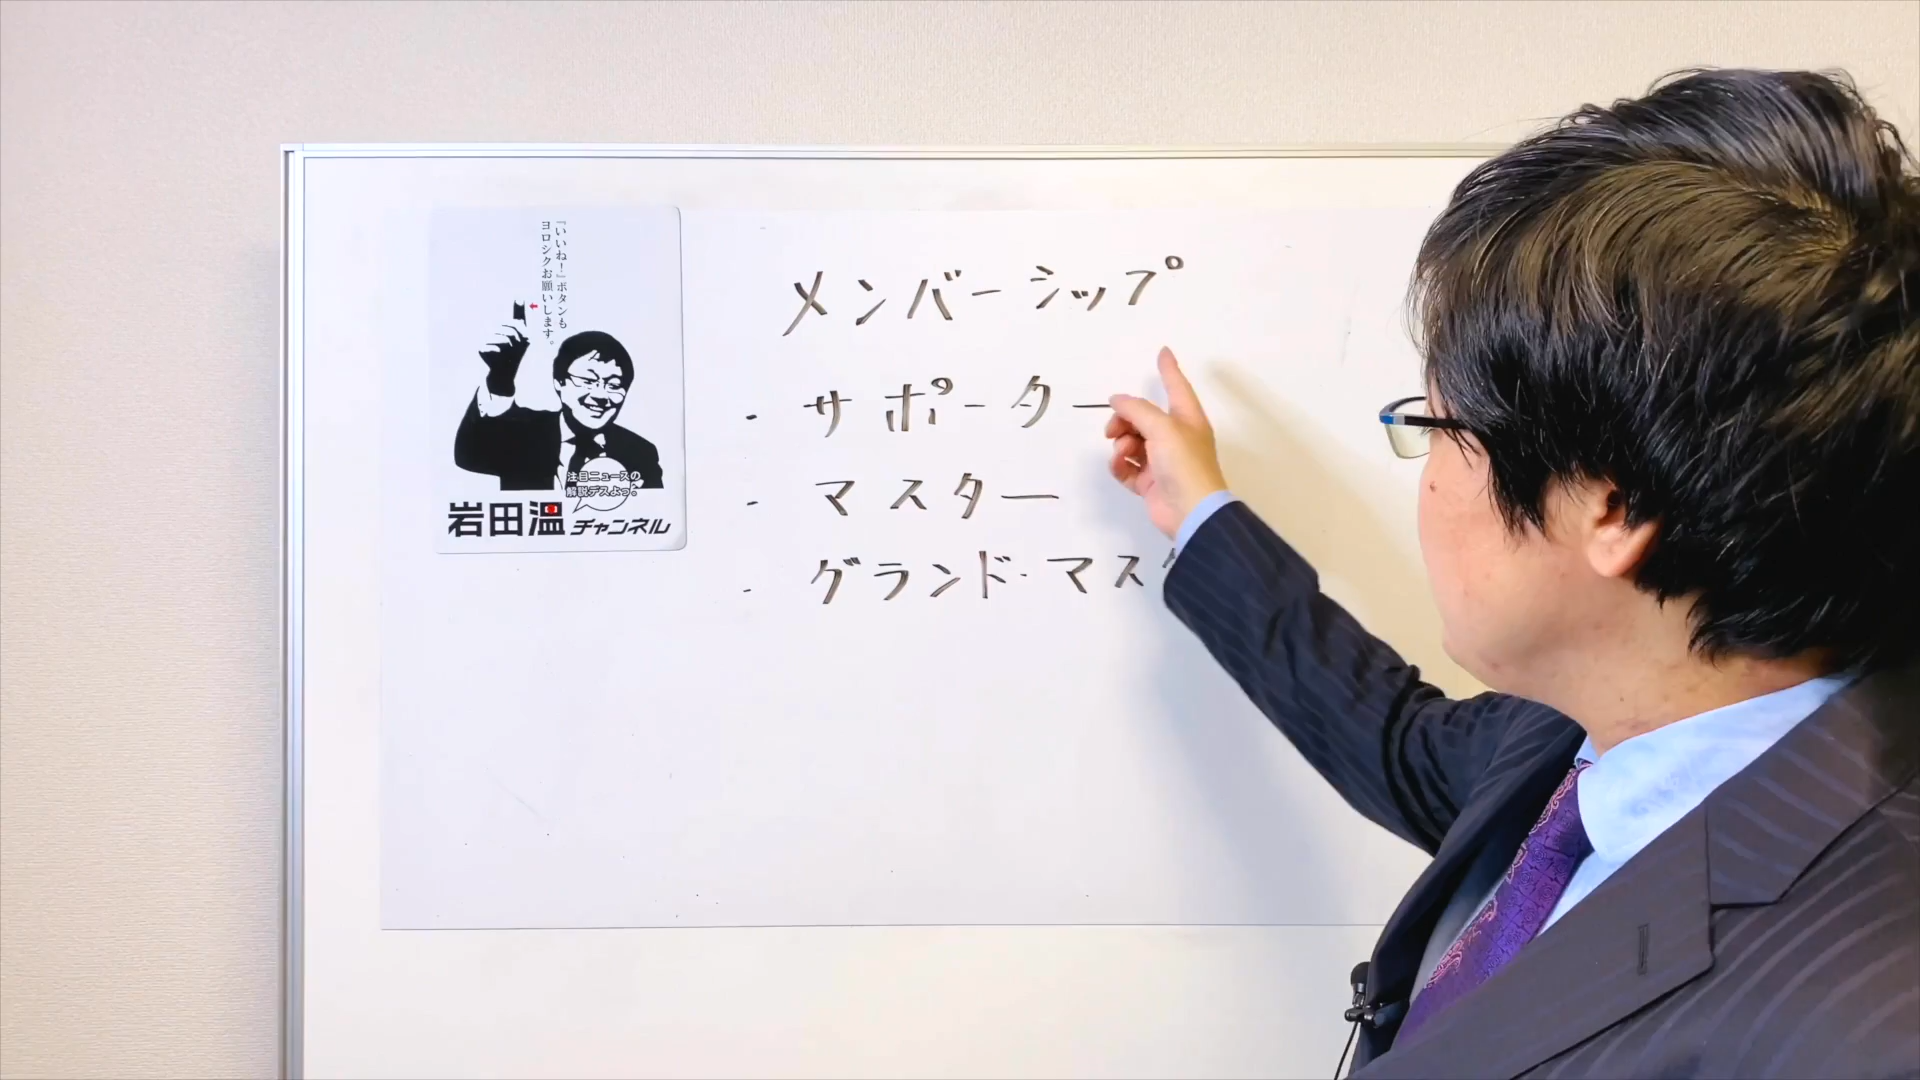 『いいね！』ボタンも
ヨロシクお願いします。
注目ニュースの
解説デスよっ。
岩田温チャンネル
メンバーシップ
・サポーター
・マスター
・グランド・マスタ